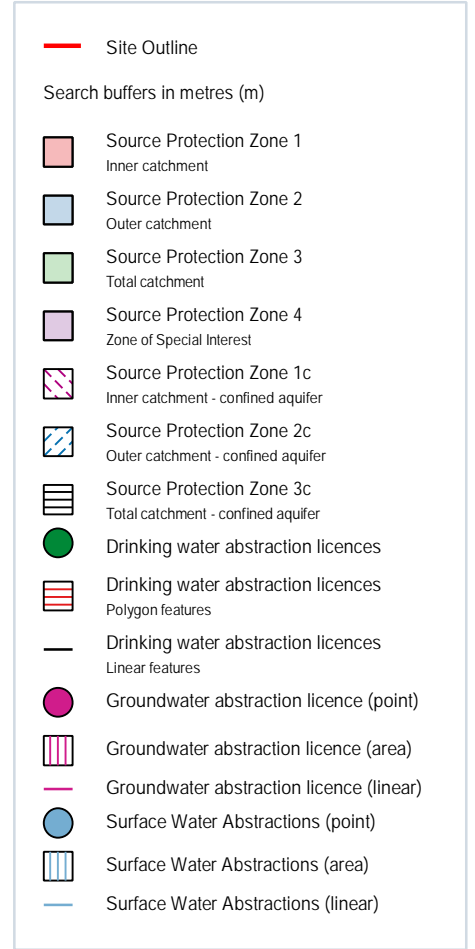 Site Outline
Search buffers in metres (m)
Source Protection Zone 1
Inner catchment
Source Protection Zone 2
Outer catchment
Source Protection Zone 3
Total catchment
Source Protection Zone 4
Zone of Special Interest
Source Protection Zone 1c
Inner catchment - confined aquifer
Source Protection Zone 2c
Outer catchment - confined aquifer
Source Protection Zone 3c
Total catchment - confined aquifer
Drinking water abstraction licences
Drinking water abstraction licences
Polygon features
Drinking water abstraction licences
Linear features
Groundwater abstraction licence (point)
Groundwater abstraction licence (area)
Groundwater abstraction licence (linear)
Surface Water Abstractions (point)
Surface Water Abstractions (area)
Surface Water Abstractions (linear)